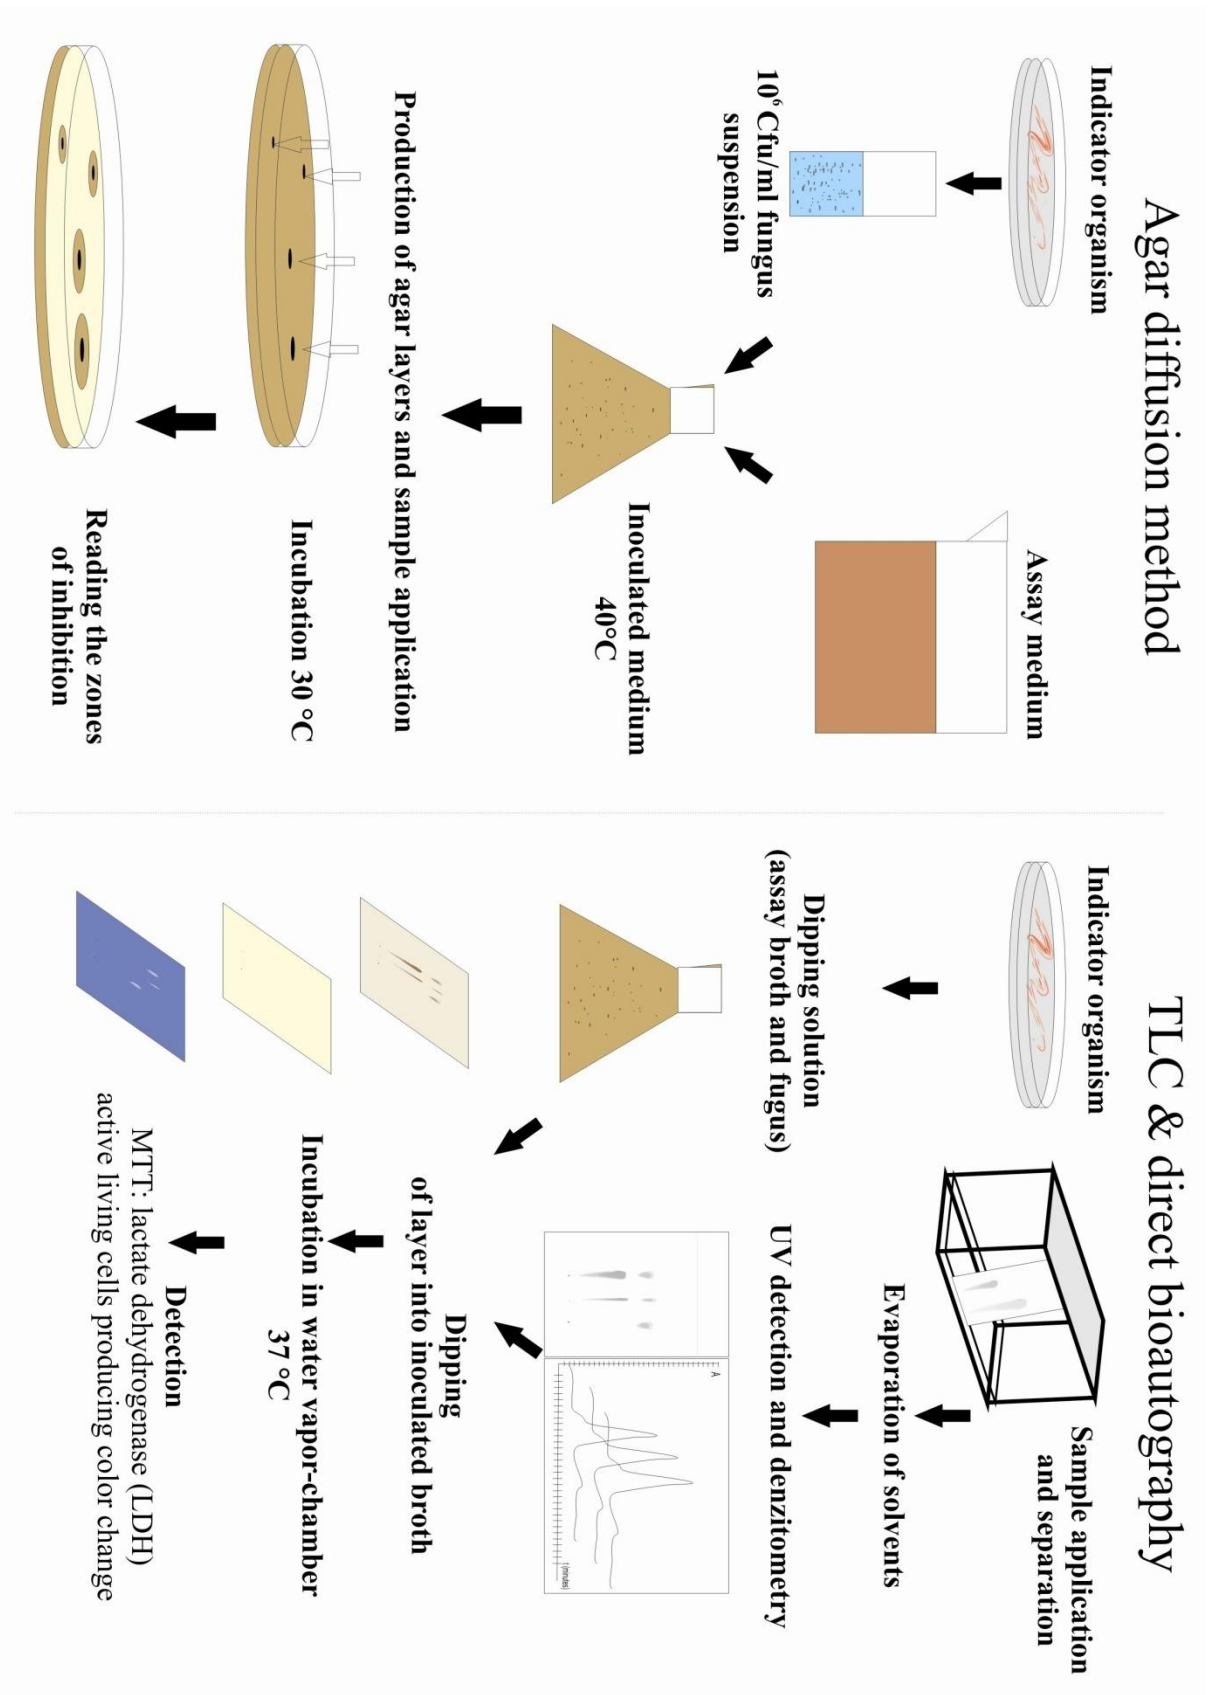 Agar diffusion method
Indicator organism
Assay medium
10⁶ Cfu/ml fungus
suspension
Inoculated medium
40°C
Production of agar layers and sample application
Incubation 30 °C
Reading the zones
of inhibition
TLC & direct bioautography
Indicator organism
Sample application
and separation
Evaporation of solvents
Dipping solution
(assay broth and fugus)
UV detection and denzitometry
A
t (minutes)
Dipping
of layer into inoculated broth
Incubation in water vapor-chamber
37 °C
Detection
MTT: lactate dehydrogenase (LDH)
active living cells producing color change